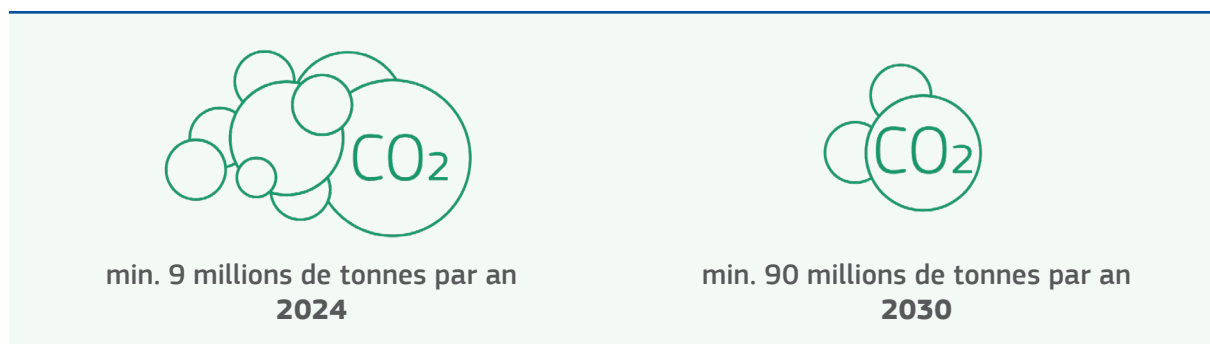 CO2
min. 9 millions de tonnes par an
2024
CO2
min. 90 millions de tonnes par an
2030